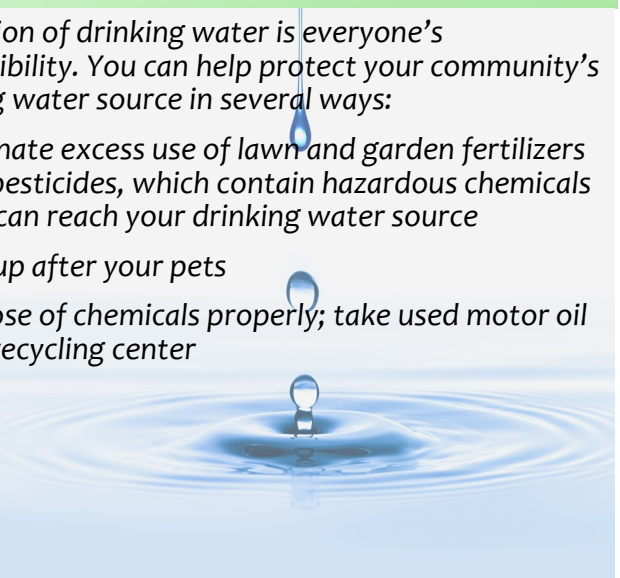 ion of drinking water is everyone’s
ibility. You can help protect your community’s
g water source in several ways:
nate excess use of lawn and garden fertilizers
pesticides, which contain hazardous chemicals
can reach your drinking water source
up after your pets
ose of chemicals properly; take used motor oil
recycling center